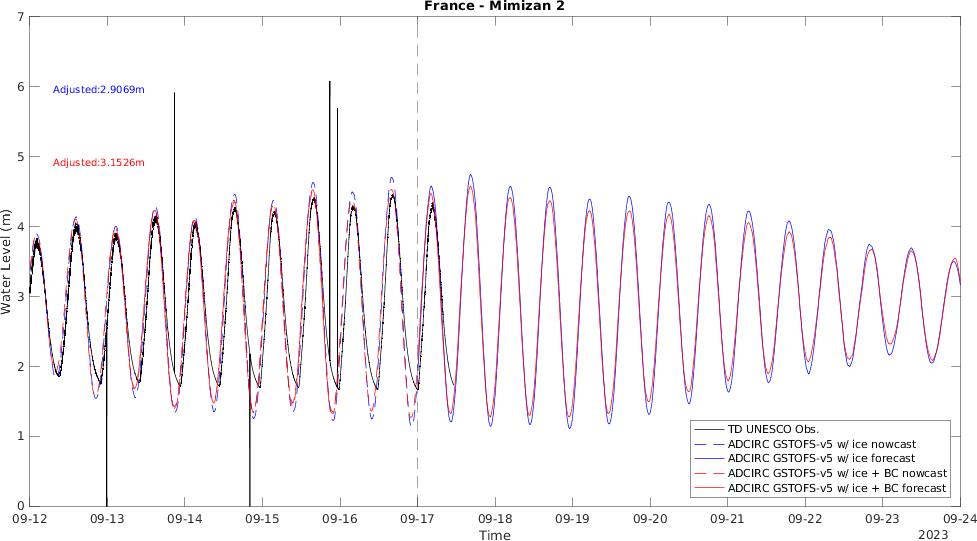 France - Mimizan 2
7
6
5
4
3
2
1
0
Water Level (m)
Adjusted:2.9069m
Adjusted:3.1526m
TD UNESCO Obs.
ADCIRC GSTOFS-v5 w/ ice nowcast
ADCIRC GSTOFS-v5 w/ ice forecast
ADCIRC GSTOFS-v5 w/ ice + BC nowcast
ADCIRC GSTOFS-v5 w/ ice + BC forecast
09-12 09-13 09-14 09-15 09-16 09-17 09-18 09-19 09-20 09-21 09-22 09-23 09-24
Time
2023